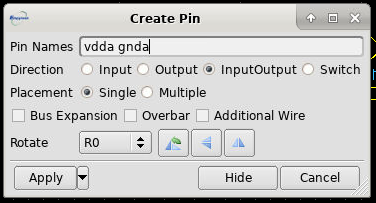 Create Pin
Pin Names vdda gnda
Direction Input Output InputOutput Switch
Placement Single Multiple
Bus Expansion Overbar Additional Wire
Rotate R0
Apply Hide Cancel